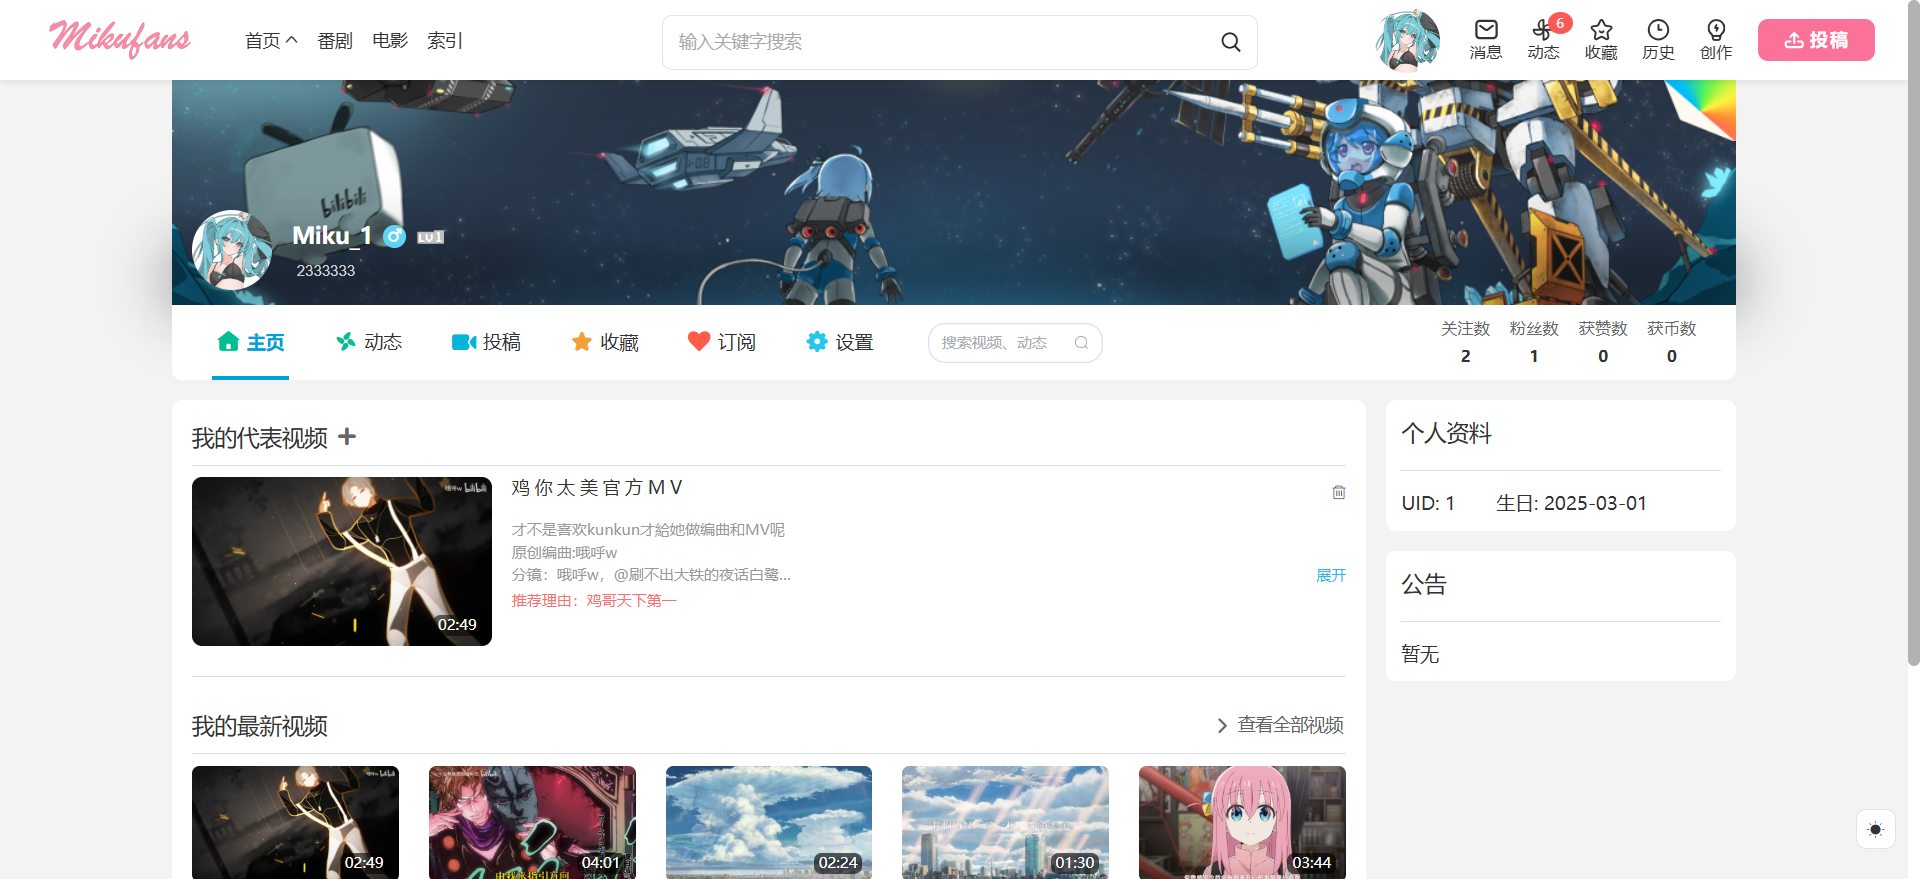 Mikufans
首页
番剧
电影
索引
输入关键字搜索
消息
6
动态
收藏
历史
创作
投稿
bilibili
Miku_1
LV1
2333333
主页
动态
投稿
收藏
订阅
设置
搜索视频、动态
关注数
粉丝数
获赞数
获币数
2
1
0
0
我的代表视频
bilibili
02:49
鸡你太美官方MV
才不是喜欢kunkun才給她做编曲和MV呢
原创编曲:哦呼w
分镜：哦呼w，@刷不出大铁的夜话白鹭...
展开
推荐理由：鸡哥天下第一
个人资料
UID: 1
生日: 2025-03-01
公告
暂无
我的最新视频
查看全部视频
02:49
04:01
02:24
01:30
03:44